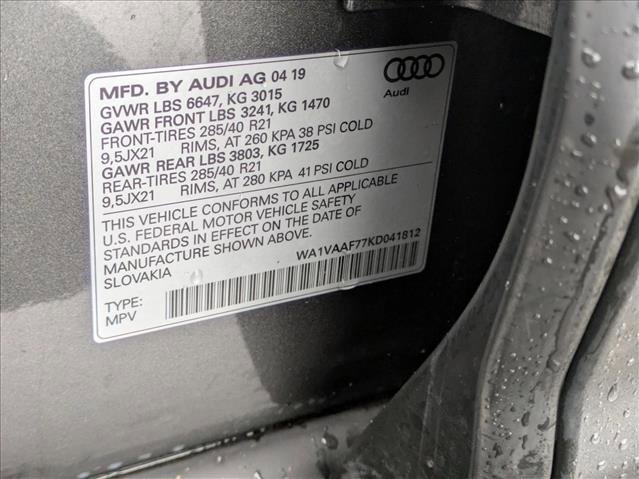 MFD. BY AUDI AG 04 19
GVWR LBS 6647, KG 3015
GAWR FRONT LBS 3241, KG 1470
FRONT-TIRES 285/40 R21
9,5JX21 RIMS, AT 260 KPA 38 PSI COLD
GAWR REAR LBS 3803, KG 1725
REAR-TIRES 285/40 R21
9,5JX21 RIMS, AT 280 KPA 41 PSI COLD
THIS VEHICLE CONFORMS TO ALL APPLICABLE
U.S. FEDERAL MOTOR VEHICLE SAFETY
STANDARDS IN EFFECT ON THE DATE OF
MANUFACTURE SHOWN ABOVE.
SLOVAKIA
WA1VAAF77KD041812
TYPE:
MPV
Audi